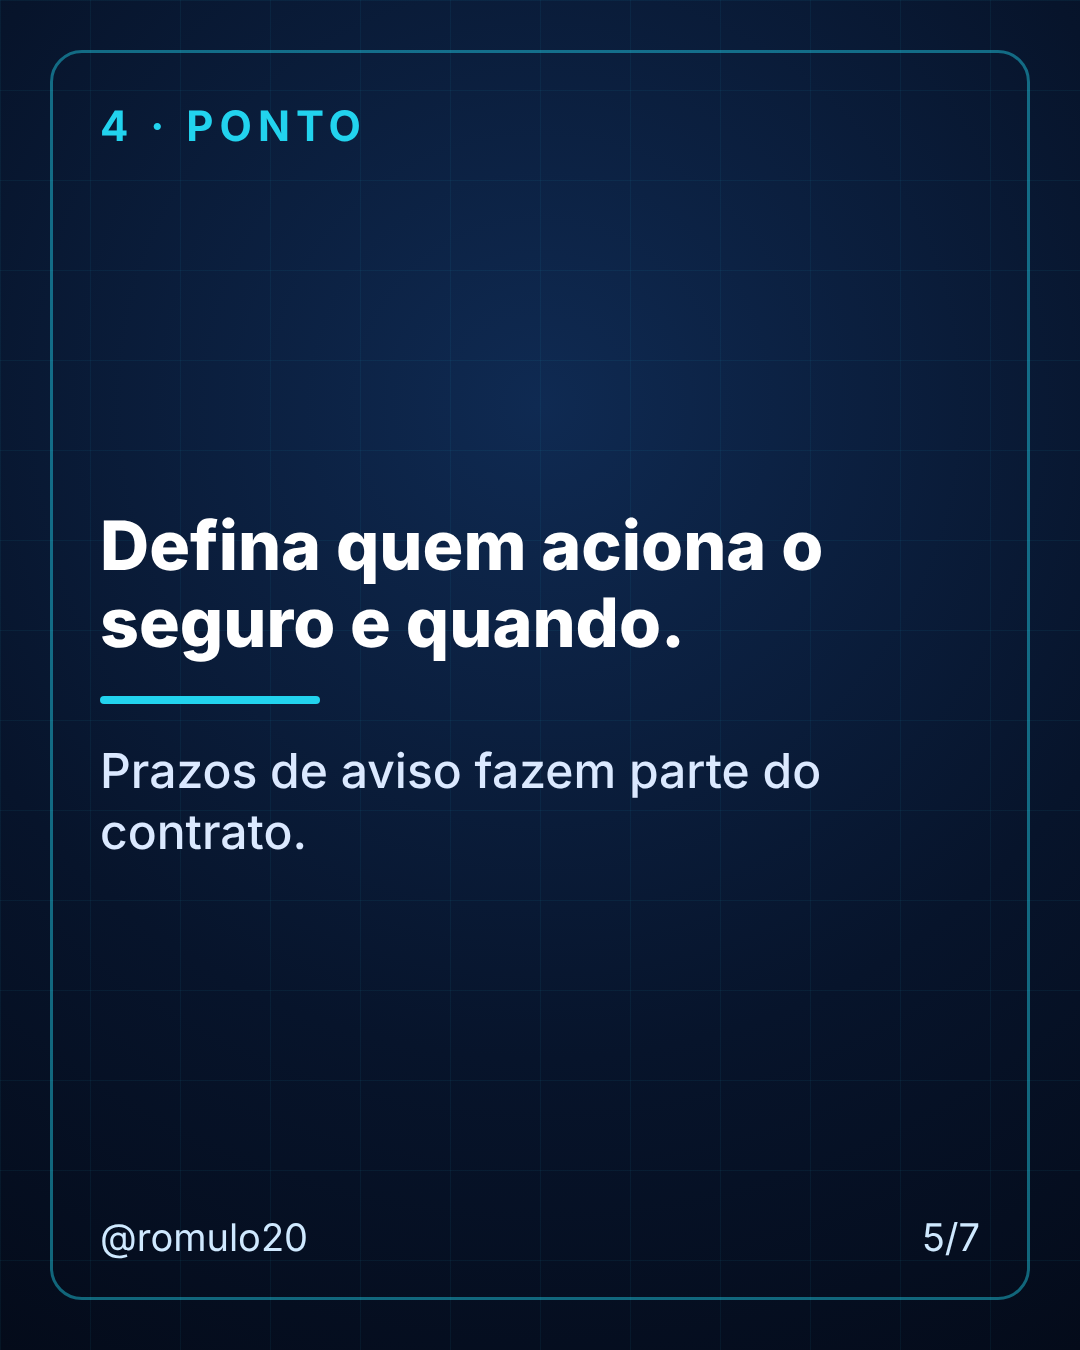 4 · PONTO
Defina quem aciona o
seguro e quando.
Prazos de aviso fazem parte do
contrato.
@romulo20
5/7